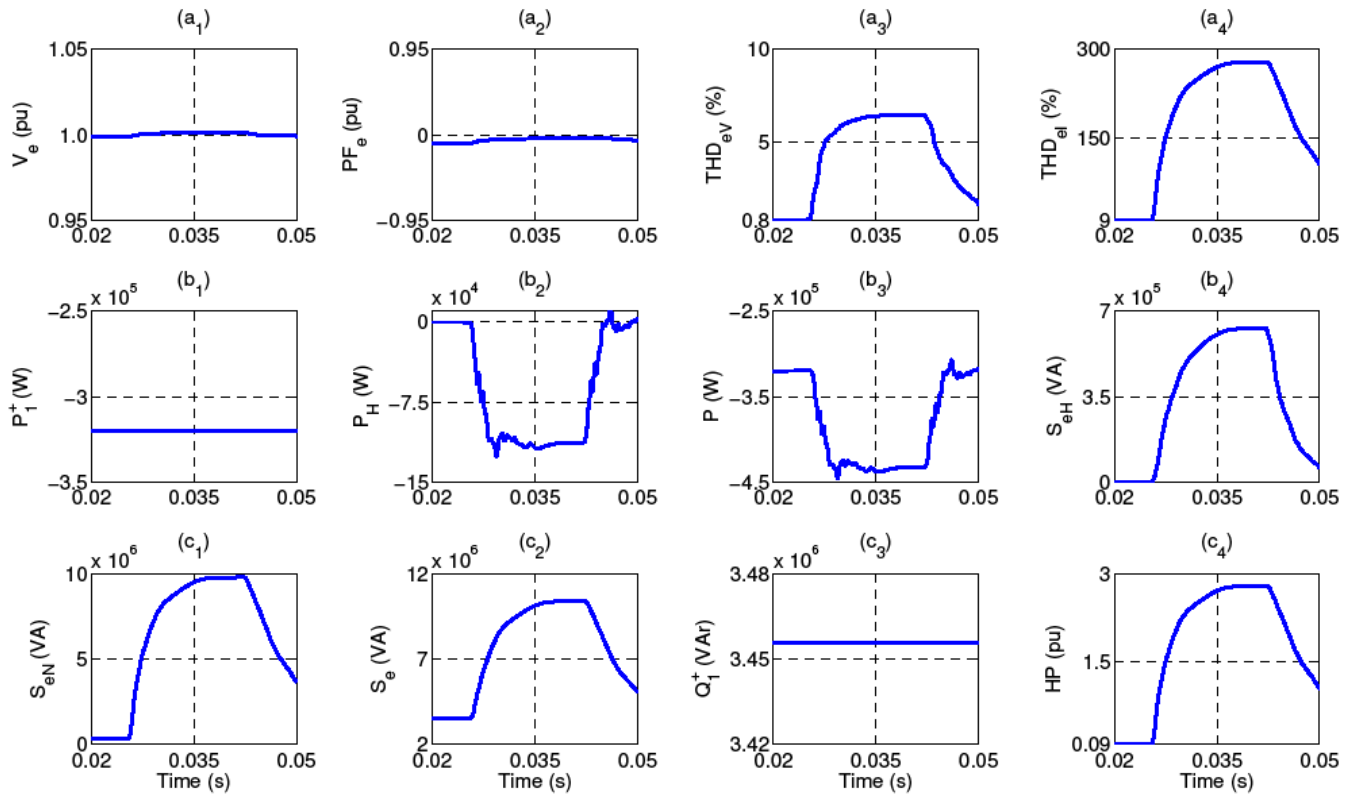 (a1) (a2) (a3) (a4)
1.05 0.95 10 300
1.0 0 5 150
0.95 −0.95 0.8 9
Ve (pu) PFe (pu) THDeV (%) THDeI (%)
0.02 0.035 0.05 0.02 0.035 0.05 0.02 0.035 0.05 0.02 0.035 0.05
(b1) (b2) (b3) (b4)
x 10^5 x 10^4 x 10^5 x 10^5
−2.5 0 −2.5 7
−3 −7.5 −3.5 3.5
−3.5 −15 −4.5 0
P1+ (W) PH (W) P (W) SeH (VA)
0.02 0.035 0.05 0.02 0.035 0.05 0.02 0.035 0.05 0.02 0.035 0.05
(c1) (c2) (c3) (c4)
x 10^6 x 10^6 x 10^6
10 12 3.48 3
5 7 3.45 1.5
0 2 3.42 0.09
SeN (VA) Se (VA) Q1+ (VAr) HP (pu)
0.02 0.035 0.05 0.02 0.035 0.05 0.02 0.035 0.05 0.02 0.035 0.05
Time (s) Time (s) Time (s) Time (s)